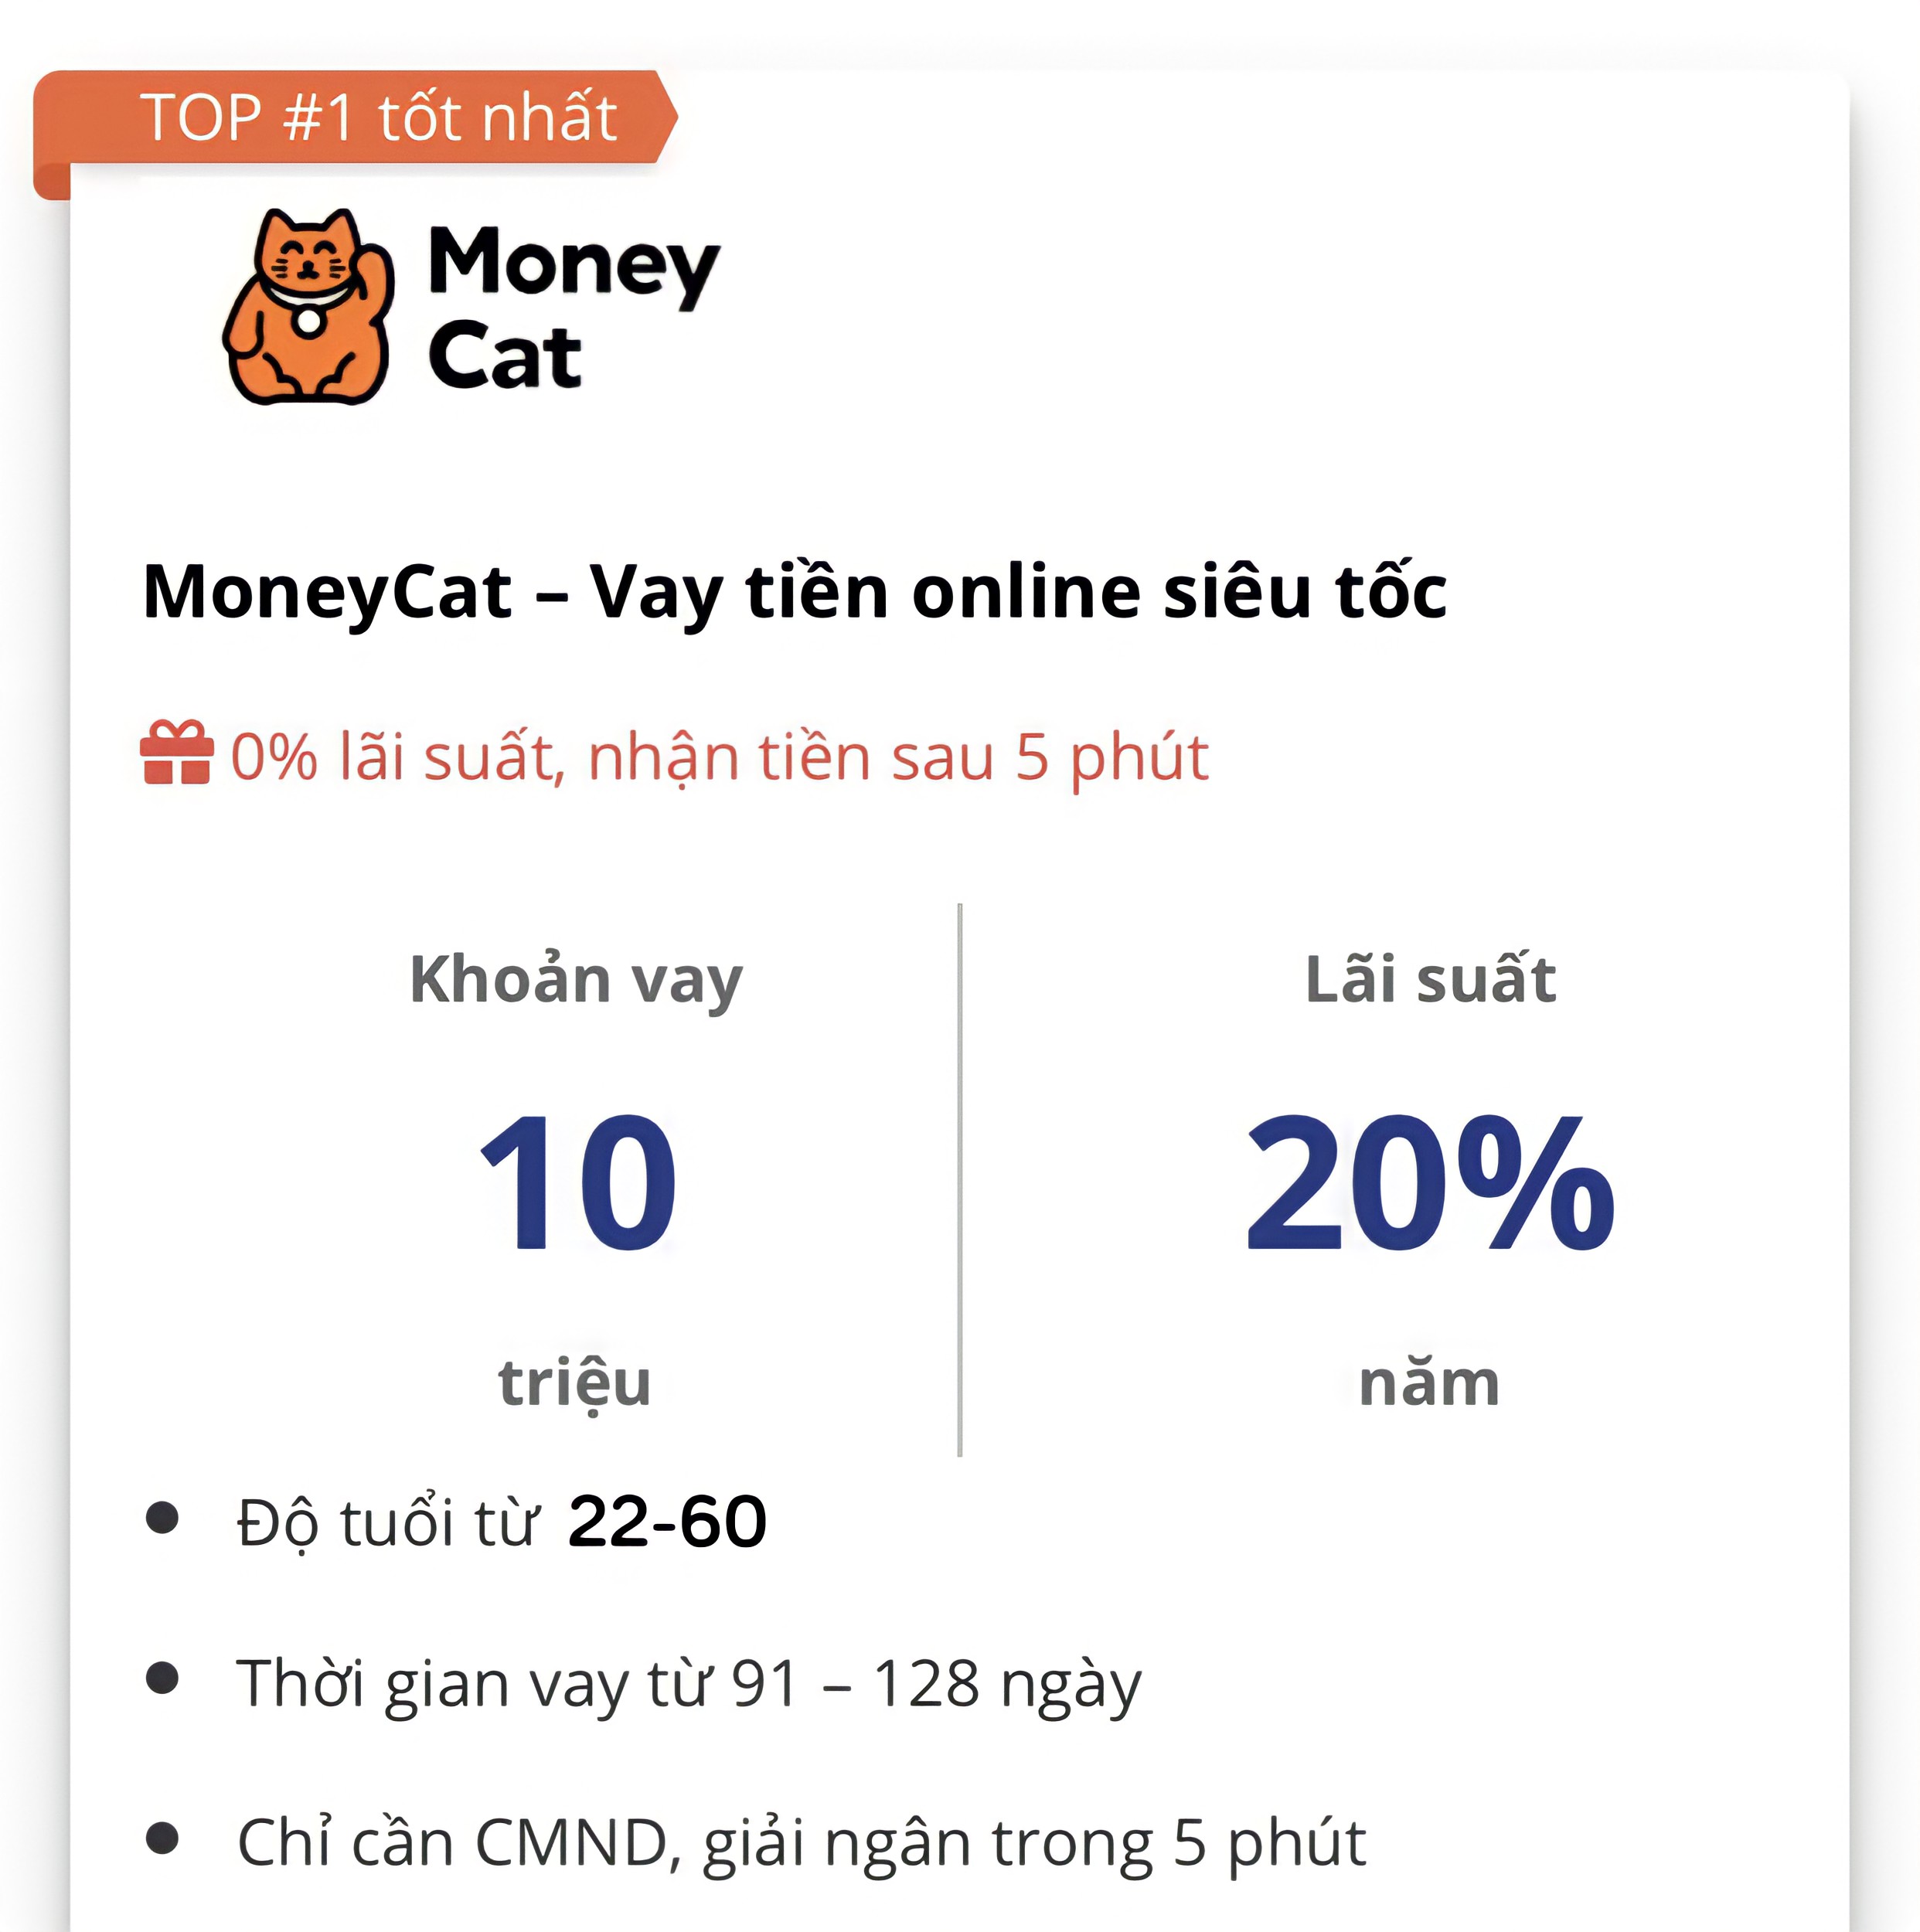 TOP #1 tốt nhất
Money
Cat
MoneyCat – Vay tiền online siêu tốc
0% lãi suất, nhận tiền sau 5 phút
Khoản vay
10
triệu
Lãi suất
20%
năm
Độ tuổi từ 22-60
Thời gian vay từ 91 – 128 ngày
Chỉ cần CMND, giải ngân trong 5 phút